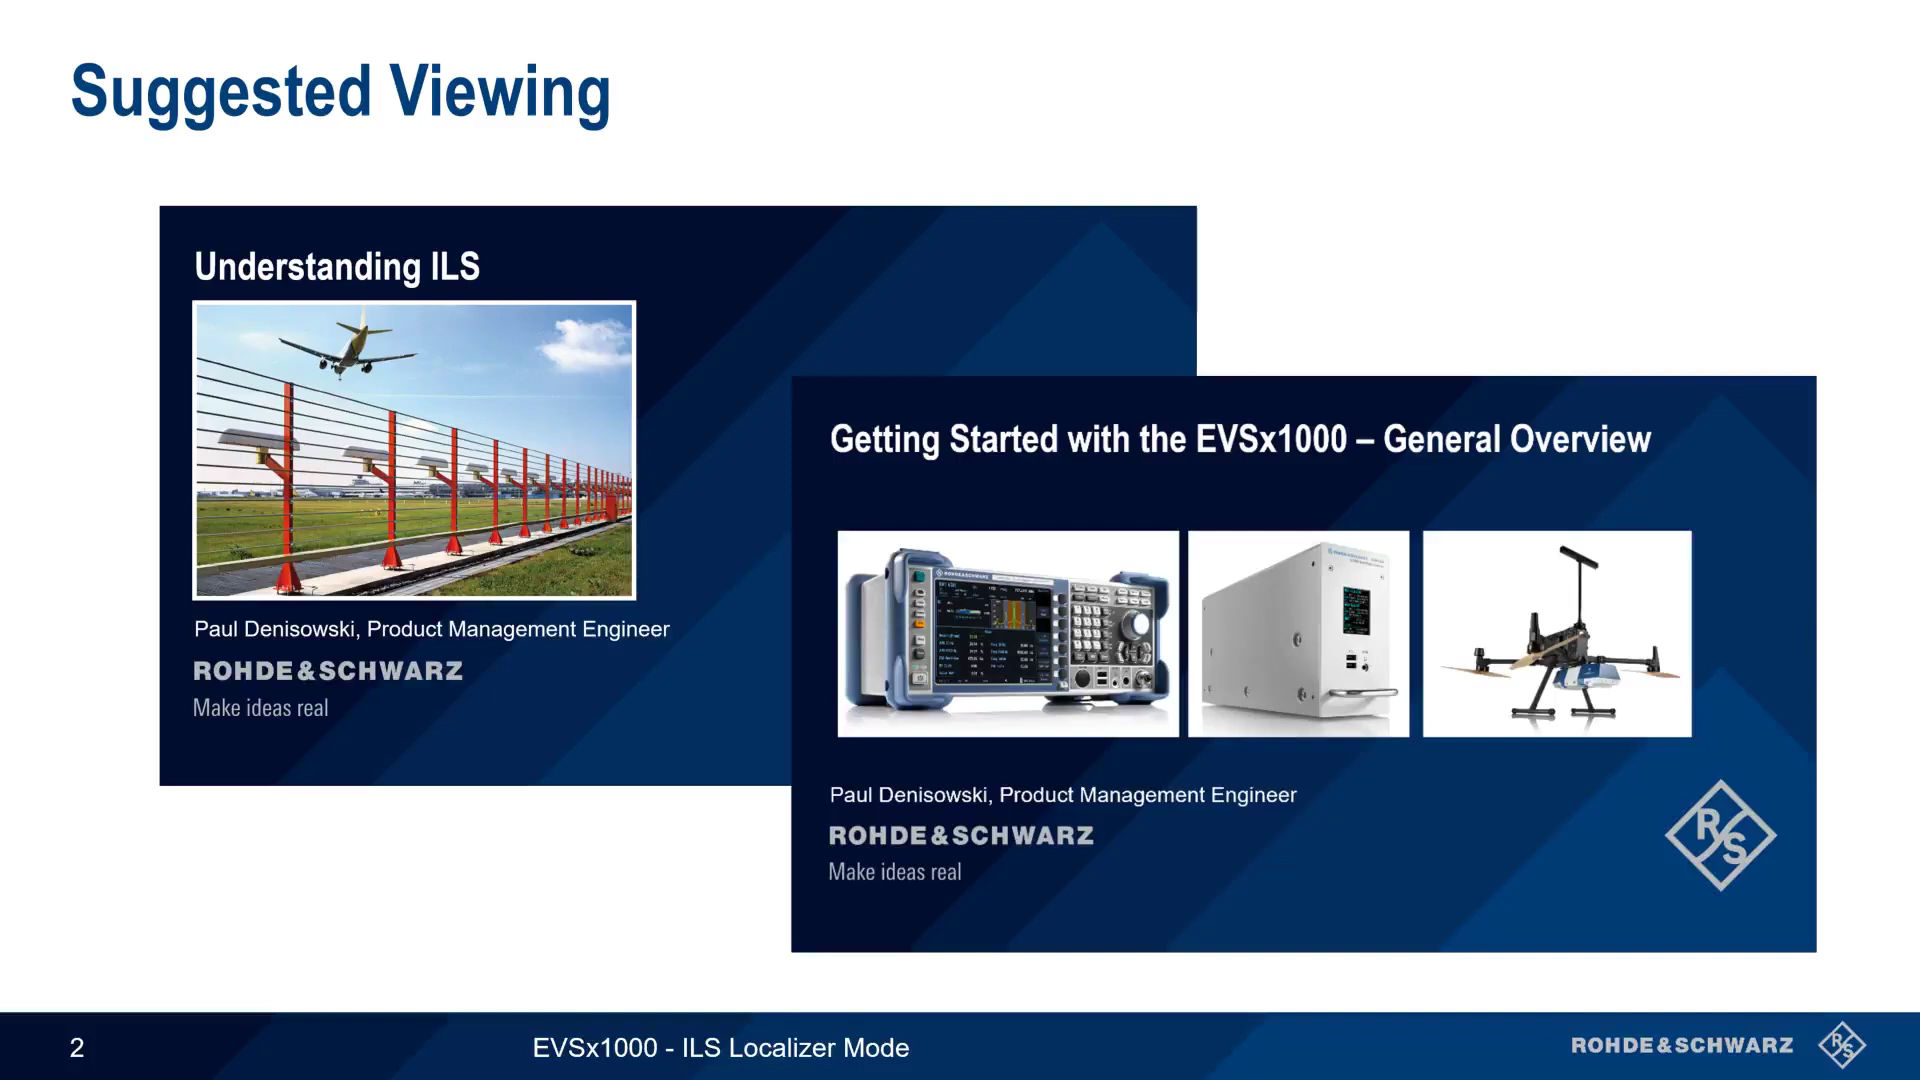 Suggested Viewing
Understanding ILS
Paul Denisowski, Product Management Engineer
ROHDE&SCHWARZ
Make ideas real
Getting Started with the EVSx1000 – General Overview
ROHDE&SCHWARZ
Paul Denisowski, Product Management Engineer
ROHDE&SCHWARZ
Make ideas real
R S
2
EVSx1000 - ILS Localizer Mode
ROHDE&SCHWARZ
R S